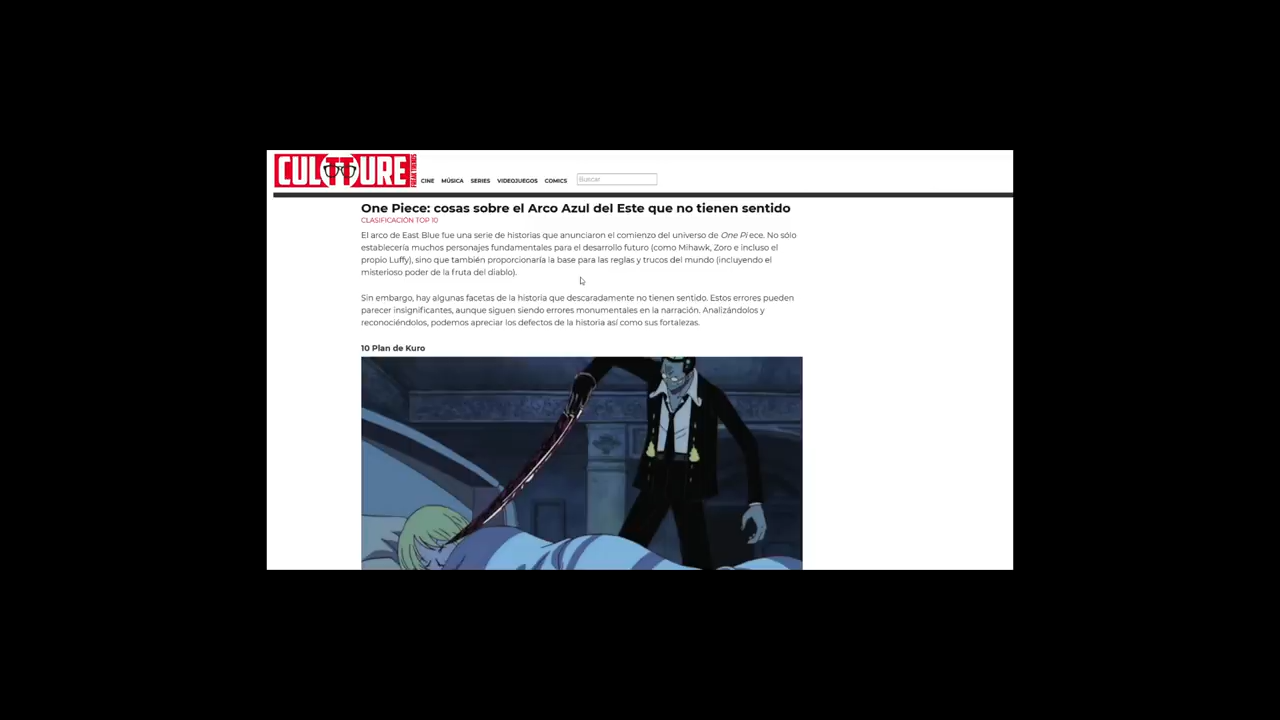 CULTTURE
FREAK TRENDS
CINE MÚSICA SERIES VIDEOJUEGOS COMICS Buscar
One Piece: cosas sobre el Arco Azul del Este que no tienen sentido
CLASIFICACIÓN TOP 10
El arco de East Blue fue una serie de historias que anunciaron el comienzo del universo de One Pi ece. No sólo
establecería muchos personajes fundamentales para el desarrollo futuro (como Mihawk, Zoro e incluso el
propio Luffy), sino que también proporcionaría la base para las reglas y trucos del mundo (incluyendo el
misterioso poder de la fruta del diablo).
Sin embargo, hay algunas facetas de la historia que descaradamente no tienen sentido. Estos errores pueden
parecer insignificantes, aunque siguen siendo errores monumentales en la narración. Analizándolos y
reconociéndolos, podemos apreciar los defectos de la historia así como sus fortalezas.
10 Plan de Kuro